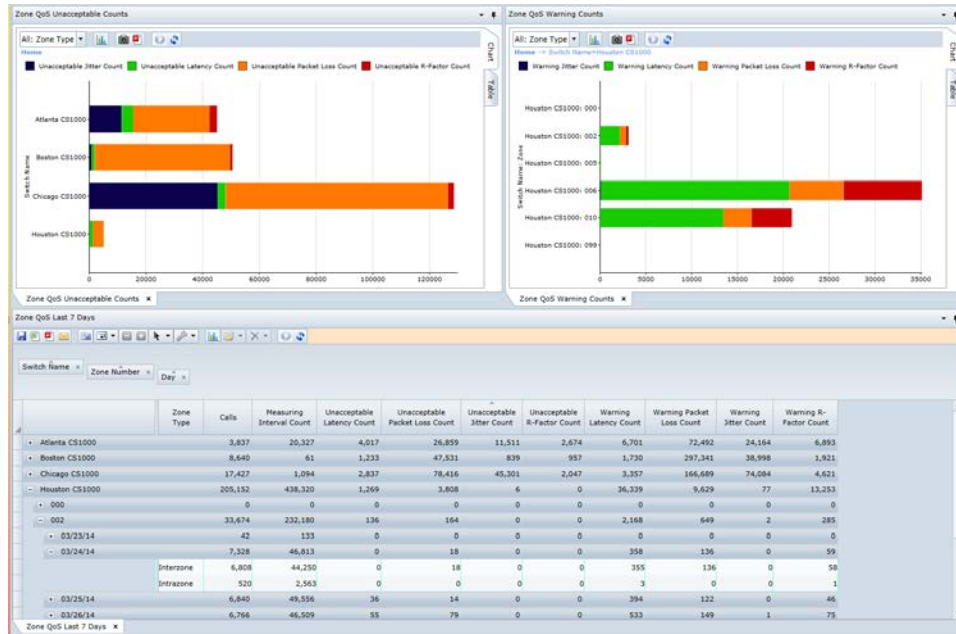 Zone QoS Unacceptable Counts
All: Zone Type
Home
Unacceptable Jitter Count Unacceptable Latency Count Unacceptable Packet Loss Count Unacceptable R-Factor Count
Chart
Table
Switch Name
Atlanta CS1000
Boston CS1000
Chicago CS1000
Houston CS1000
0 20000 40000 60000 80000 100000 120000
Zone QoS Unacceptable Counts ×
Zone QoS Warning Counts
All: Zone Type
Home -> Switch Name=Houston CS1000
Warning Jitter Count Warning Latency Count Warning Packet Loss Count Warning R-Factor Count
Chart
Table
Switch Name: Zone
Houston CS1000: 000
Houston CS1000: 002
Houston CS1000: 005
Houston CS1000: 006
Houston CS1000: 010
Houston CS1000: 099
0 5000 10000 15000 20000 25000 30000 35000
Zone QoS Warning Counts ×
Zone QoS Last 7 Days
Switch Name × Zone Number × Day ×
Zone Type Calls Measuring Interval Count Unacceptable Latency Count Unacceptable Packet Loss Count Unacceptable Jitter Count Unacceptable R-Factor Count Warning Latency Count Warning Packet Loss Count Warning Jitter Count Warning R-Factor Count
Atlanta CS1000 3,837 20,327 4,017 26,859 11,511 2,674 6,701 72,492 24,164 6,893
Boston CS1000 8,640 61 1,233 47,531 839 957 1,730 297,341 38,998 1,921
Chicago CS1000 17,427 1,094 2,837 78,416 45,301 2,047 3,357 166,689 74,084 4,621
Houston CS1000 205,152 438,320 1,269 3,808 6 0 36,339 9,629 77 13,253
000 0 0 0 0 0 0 0 0 0 0
002 33,674 232,180 136 164 0 0 2,168 649 2 285
03/23/14 42 133 0 0 0 0 0 0 0 0
03/24/14 7,328 46,813 0 18 0 0 358 136 0 59
Interzone 6,808 44,250 0 18 0 0 355 136 0 58
Intrazone 520 2,563 0 0 0 0 3 0 0 1
03/25/14 6,840 49,556 36 14 0 0 394 122 0 46
03/26/14 6,766 46,509 55 79 0 0 533 149 1 75
Zone QoS Last 7 Days ×